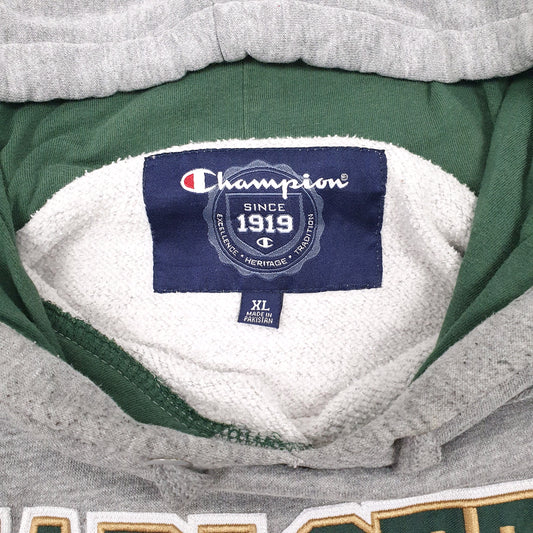 Champion®
SINCE
1919
EXCELLENCE • HERITAGE • TRADITION
XL
MADE IN
PAKISTAN